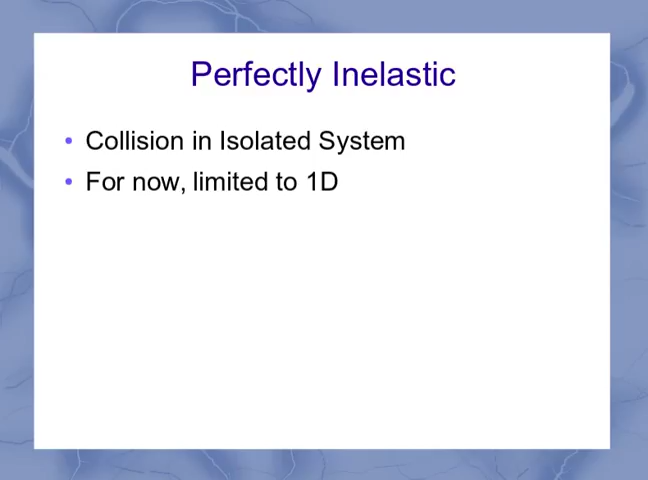 Perfectly Inelastic
• Collision in Isolated System
• For now, limited to 1D